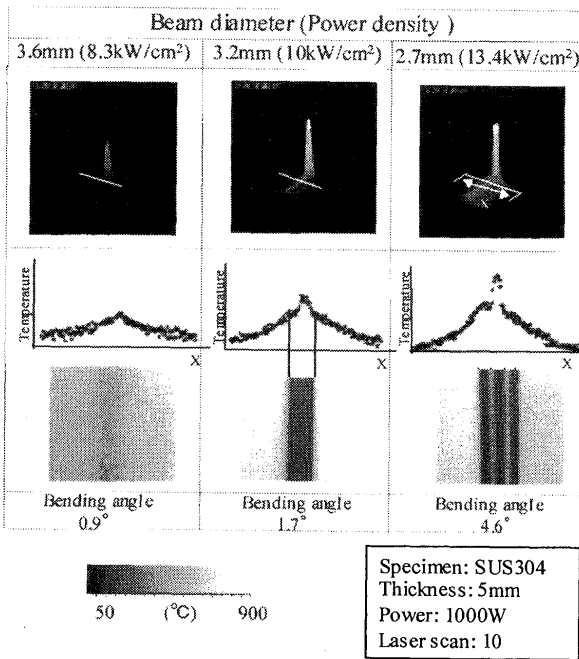 Beam diameter (Power density )
3.6mm (8.3kW/cm²) 3.2mm (10kW/cm²) 2.7mm (13.4kW/cm²)
Temperature Temperature Temperature
X X X
Bending angle Bending angle Bending angle
0.9° 1.7° 4.6°
50 (℃) 900
Specimen: SUS304
Thickness: 5mm
Power: 1000W
Laser scan: 10